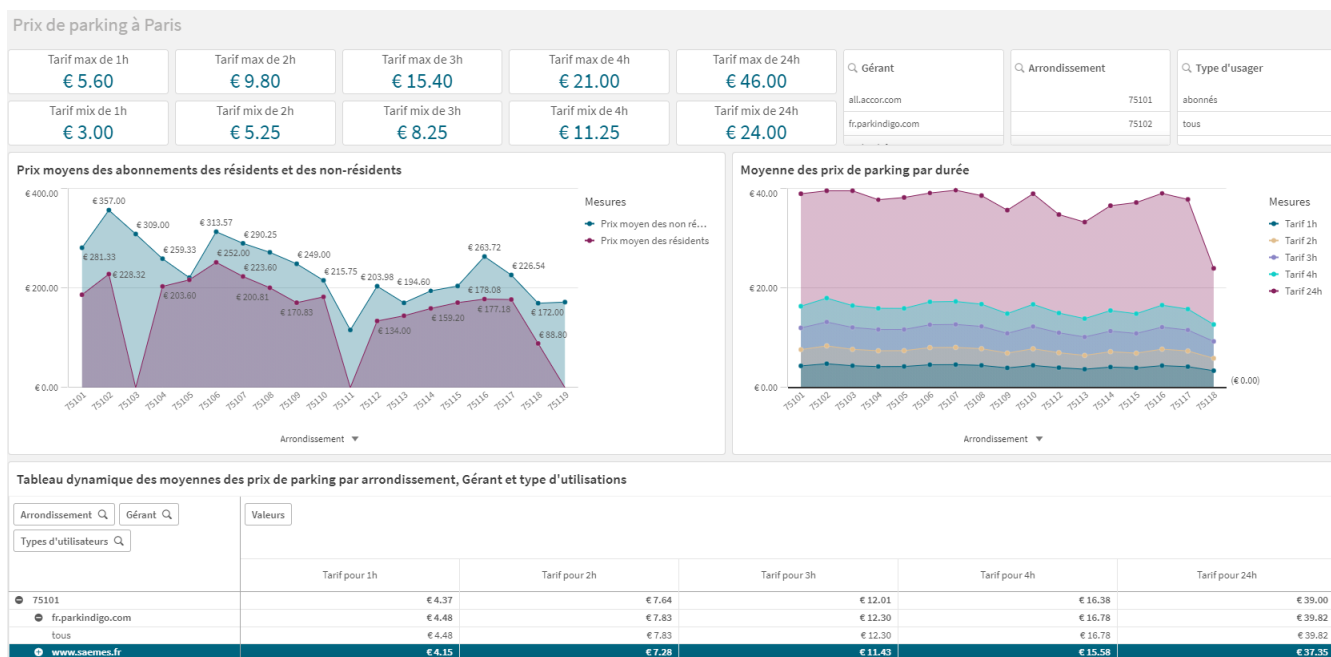 Prix de parking à Paris
Tarif max de 1h
€ 5.60
Tarif max de 2h
€ 9.80
Tarif max de 3h
€ 15.40
Tarif max de 4h
€ 21.00
Tarif max de 24h
€ 46.00
Tarif mix de 1h
€ 3.00
Tarif mix de 2h
€ 5.25
Tarif mix de 3h
€ 8.25
Tarif mix de 4h
€ 11.25
Tarif mix de 24h
€ 24.00
Gérant
all.accor.com
fr.parkindigo.com
Arrondissement
75101
75102
Type d'usager
abonnés
tous
Prix moyens des abonnements des résidents et des non-résidents
€ 400.00
€ 200.00
€ 0.00
€ 281.33
€ 357.00
€ 228.32
€ 309.00
€ 259.33
€ 203.60
€ 313.57
€ 252.00
€ 290.25
€ 223.60
€ 200.81
€ 249.00
€ 170.83
€ 215.75
€ 203.98
€ 134.00
€ 194.60
€ 159.20
€ 263.72
€ 178.08
€ 177.18
€ 226.54
€ 172.00
€ 88.80
75101
75102
75103
75104
75105
75106
75107
75108
75109
75110
75111
75112
75113
75114
75115
75116
75117
75118
75119
Arrondissement
Mesures
Prix moyen des non ré...
Prix moyen des résidents
Moyenne des prix de parking par durée
€ 40.00
€ 20.00
€ 0.00
(€ 0.00)
75101
75102
75103
75104
75105
75106
75107
75108
75109
75110
75112
75113
75114
75115
75116
75117
75118
Arrondissement
Mesures
Tarif 1h
Tarif 2h
Tarif 3h
Tarif 4h
Tarif 24h
Tableau dynamique des moyennes des prix de parking par arrondissement, Gérant et type d'utilisations
Arrondissement Gérant Valeurs
Types d'utilisateurs
Tarif pour 1h Tarif pour 2h Tarif pour 3h Tarif pour 4h Tarif pour 24h
75101 € 4.37 € 7.64 € 12.01 € 16.38 € 39.00
fr.parkindigo.com € 4.48 € 7.83 € 12.30 € 16.78 € 39.82
tous € 4.48 € 7.83 € 12.30 € 16.78 € 39.82
www.saemes.fr € 4.15 € 7.28 € 11.43 € 15.58 € 37.35